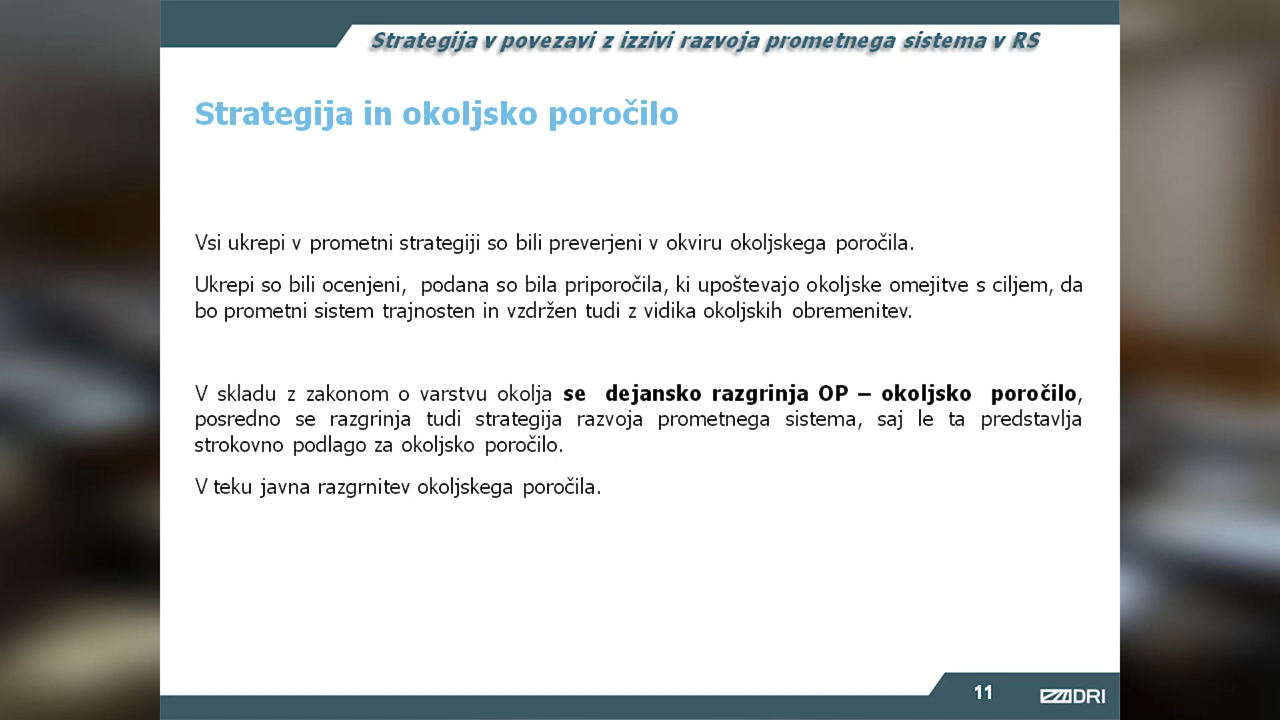 Strategija v povezavi z izzivi razvoja prometnega sistema v RS
Strategija in okoljsko poročilo
Vsi ukrepi v prometni strategiji so bili preverjeni v okviru okoljskega poročila.
Ukrepi so bili ocenjeni, podana so bila priporočila, ki upoštevajo okoljske omejitve s ciljem, da
bo prometni sistem trajnosten in vzdržen tudi z vidika okoljskih obremenitev.
V skladu z zakonom o varstvu okolja se dejansko razgrinja OP – okoljsko poročilo,
posredno se razgrinja tudi strategija razvoja prometnega sistema, saj le ta predstavlja
strokovno podlago za okoljsko poročilo.
V teku javna razgrnitev okoljskega poročila.
11
DRI